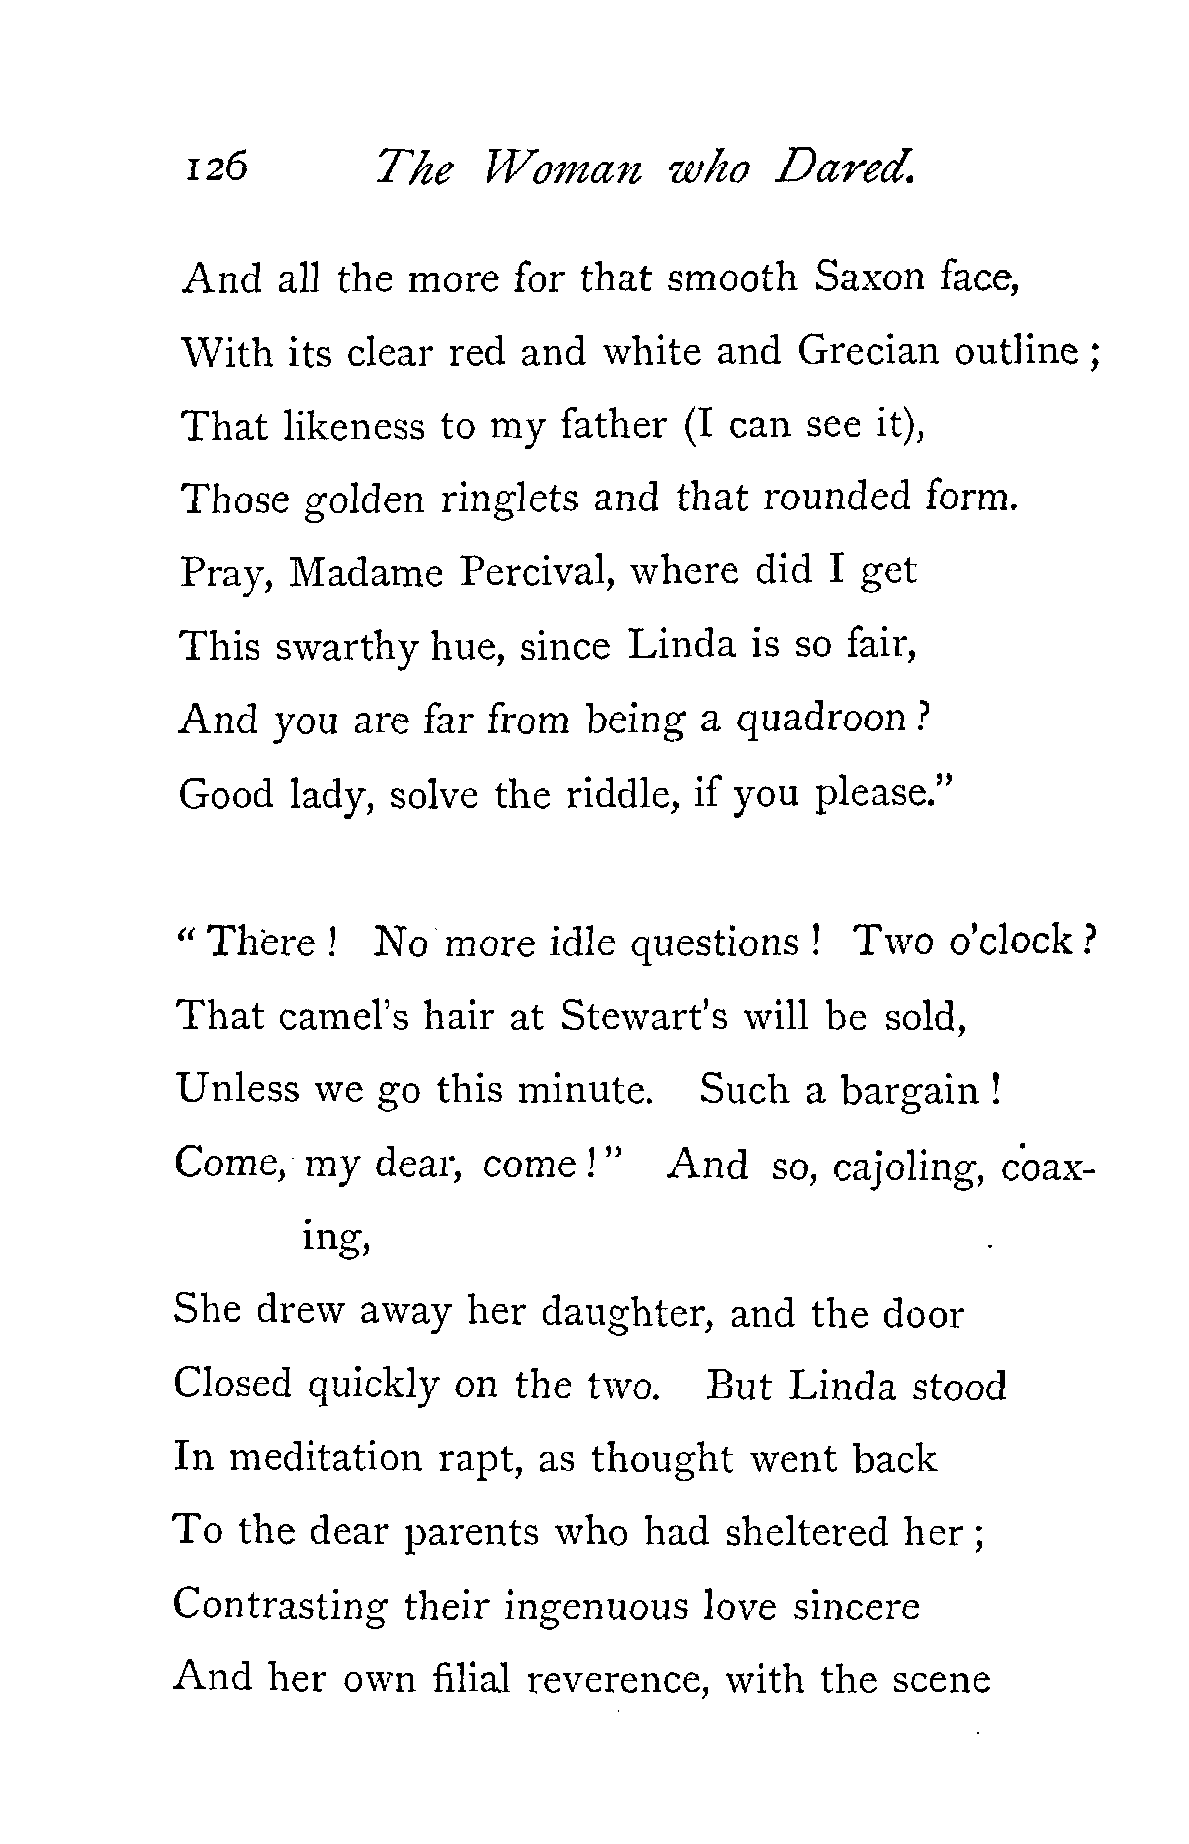 126 The Woman who Dared.
And all the more for that smooth Saxon face,
With its clear red and white and Grecian outline ;
That likeness to my father (I can see it),
Those golden ringlets and that rounded form.
Pray, Madame Percival, where did I get
This swarthy hue, since Linda is so fair,
And you are far from being a quadroon ?
Good lady, solve the riddle, if you please.”
“ There ! No more idle questions ! Two o’clock ?
That camel’s hair at Stewart’s will be sold,
Unless we go this minute. Such a bargain !
Come, my dear, come ! ” And so, cajoling, coax-
ing,
She drew away her daughter, and the door
Closed quickly on the two. But Linda stood
In meditation rapt, as thought went back
To the dear parents who had sheltered her ;
Contrasting their ingenuous love sincere
And her own filial reverence, with the scene